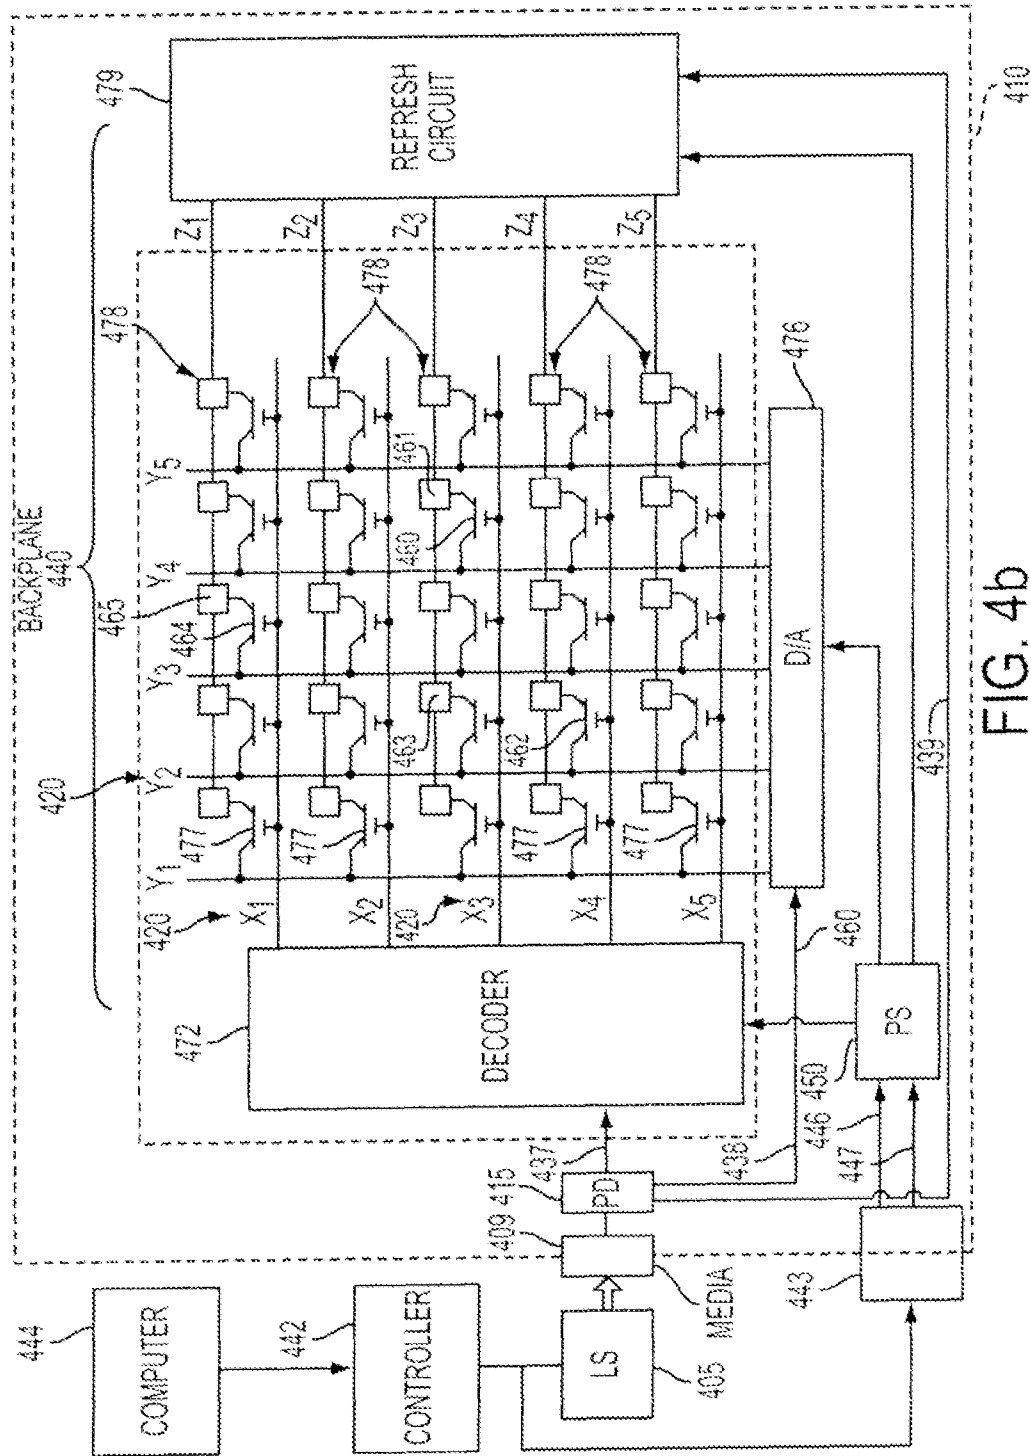 BACKPLANE
440
479
REFRESH
CIRCUIT
410
478
Z1
Z2
Z3
Z4
Z5
478
478
476
420
465
464
Y1
Y2
Y3
Y4
Y5
461
460
463
462
477
477
477
477
420
420
X1
X2
X3
X4
X5
D/A
472
DECODER
460
439
PS
450
446
447
437
438
415
PD
409
MEDIA
443
444
COMPUTER
442
CONTROLLER
LS
405
FIG. 4b